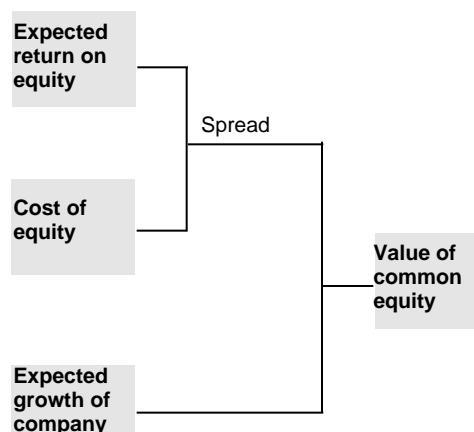 Expected
return on
equity
Spread
Cost of
equity
Value of
common
equity
Expected
growth of
company